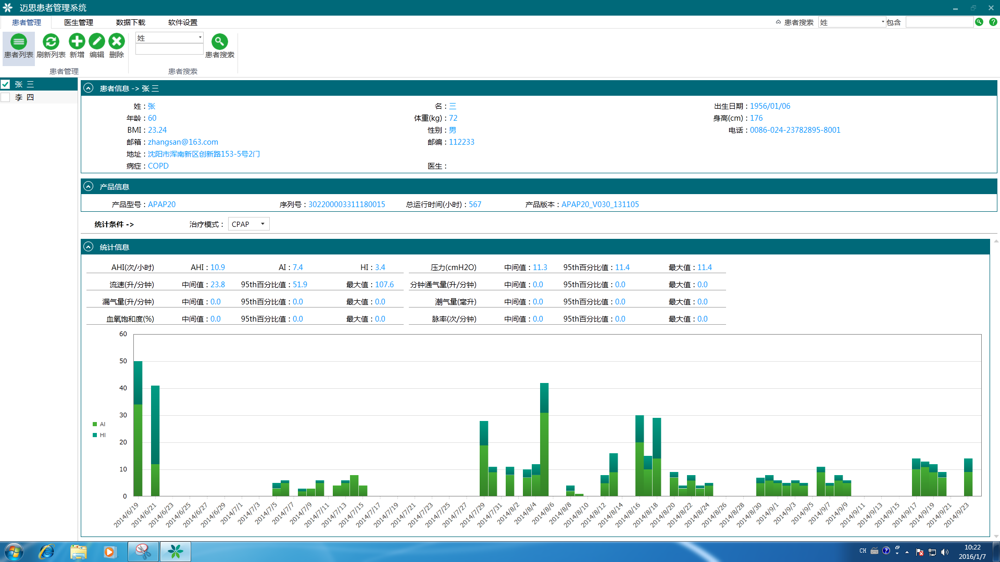 迈思患者管理系统
患者管理 医生管理 数据下载 软件设置 患者搜索 姓 包含
患者列表 刷新列表 新增 编辑 删除 姓 患者搜索
患者管理 患者搜索
张 三
李 四
患者信息 -> 张 三
姓 : 张 名 : 三 出生日期 : 1956/01/06
年龄 : 60 体重(kg) : 72 身高(cm) : 176
BMI : 23.24 性别 : 男 电话 : 0086-024-23782895-8001
邮箱 : zhangsan@163.com 邮编 : 112233
地址 : 沈阳市浑南新区创新路153-5号2门
病症 : COPD 医生 :
产品信息
产品型号 : APAP20 序列号 : 302200003311180015 总运行时间(小时) : 567 产品版本 : APAP20_V030_131105
统计条件 -> 治疗模式 : CPAP
统计信息
AHI(次/小时) AHI : 10.9 AI : 7.4 HI : 3.4 压力(cmH2O) 中间值 : 11.3 95th百分比值 : 11.4 最大值 : 11.4
流速(升/分钟) 中间值 : 23.8 95th百分比值 : 51.9 最大值 : 107.6 分钟通气量(升/分钟) 中间值 : 0.0 95th百分比值 : 0.0 最大值 : 0.0
漏气量(升/分钟) 中间值 : 0.0 95th百分比值 : 0.0 最大值 : 0.0 潮气量(毫升) 中间值 : 0.0 95th百分比值 : 0.0 最大值 : 0.0
血氧饱和度(%) 中间值 : 0.0 95th百分比值 : 0.0 最大值 : 0.0 脉率(次/分钟) 中间值 : 0.0 95th百分比值 : 0.0 最大值 : 0.0
60
50
40
30
AI
HI
20
10
0
2014/6/19 2014/6/21 2014/6/23 2014/6/25 2014/6/27 2014/6/29 2014/7/1 2014/7/3 2014/7/5 2014/7/7 2014/7/9 2014/7/11 2014/7/13 2014/7/15 2014/7/17 2014/7/19 2014/7/21 2014/7/23 2014/7/25 2014/7/27 2014/7/29 2014/7/31 2014/8/2 2014/8/4 2014/8/6 2014/8/8 2014/8/10 2014/8/12 2014/8/14 2014/8/16 2014/8/18 2014/8/20 2014/8/22 2014/8/24 2014/8/26 2014/8/28 2014/8/30 2014/9/1 2014/9/3 2014/9/5 2014/9/7 2014/9/9 2014/9/11 2014/9/13 2014/9/15 2014/9/17 2014/9/19 2014/9/21 2014/9/23
CH
10:22
2016/1/7